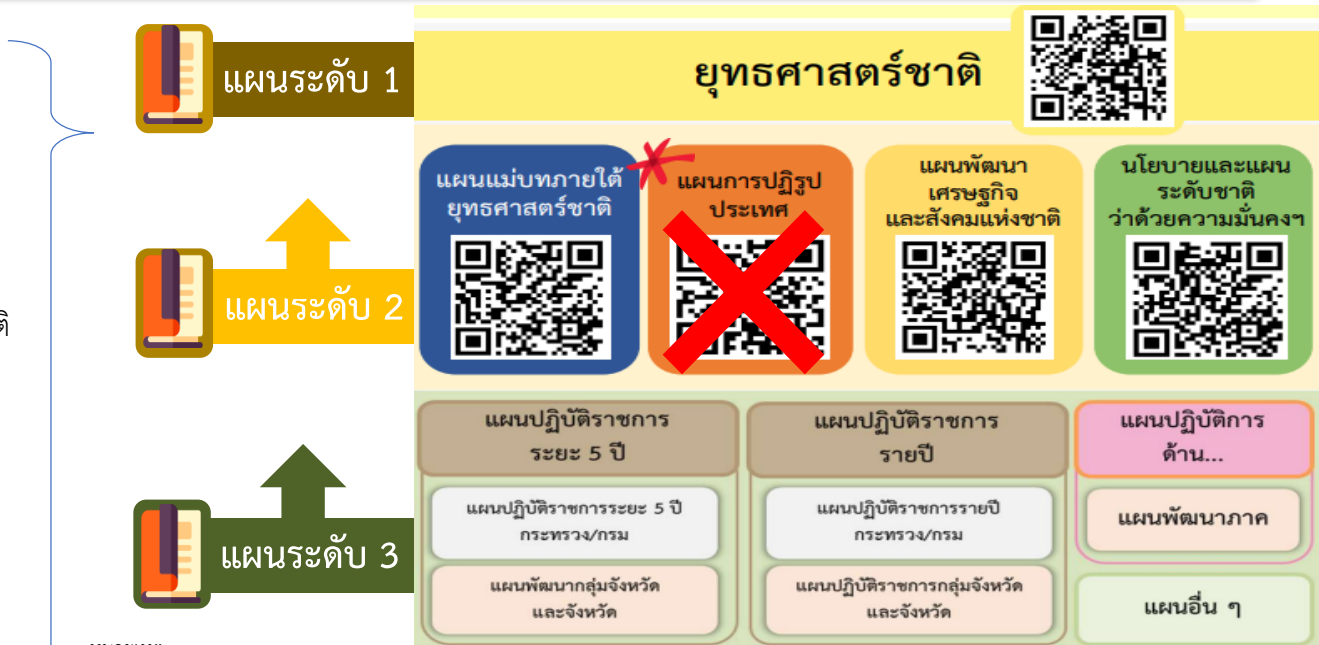 แผนระดับ 1
ยุทธศาสตร์ชาติ
แผนระดับ 2
แผนแม่บทภายใต้
ยุทธศาสตร์ชาติ
แผนการปฏิรูป
ประเทศ
แผนพัฒนา
เศรษฐกิจ
และสังคมแห่งชาติ
นโยบายและแผน
ระดับชาติ
ว่าด้วยความมั่นคงฯ
แผนระดับ 3
แผนปฏิบัติราชการ
ระยะ 5 ปี
แผนปฏิบัติราชการระยะ 5 ปี
กระทรวง/กรม
แผนพัฒนากลุ่มจังหวัด
และจังหวัด
แผนปฏิบัติราชการ
รายปี
แผนปฏิบัติราชการรายปี
กระทรวง/กรม
แผนปฏิบัติราชการกลุ่มจังหวัด
และจังหวัด
แผนปฏิบัติการ
ด้าน...
แผนพัฒนาภาค
แผนอื่น ๆ